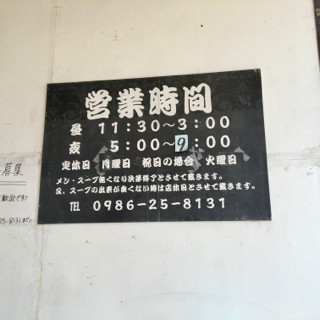 営業時間
昼 11:30〜3:00
夜 5:00〜9:00
定休日 月曜日 祝日の場合 火曜日
メン・スープ無くなり次第終了とさせて戴きます。
又、スープの出来が良くない時は店休日とさせて戴きます。
TEL 0986-25-8131
募集